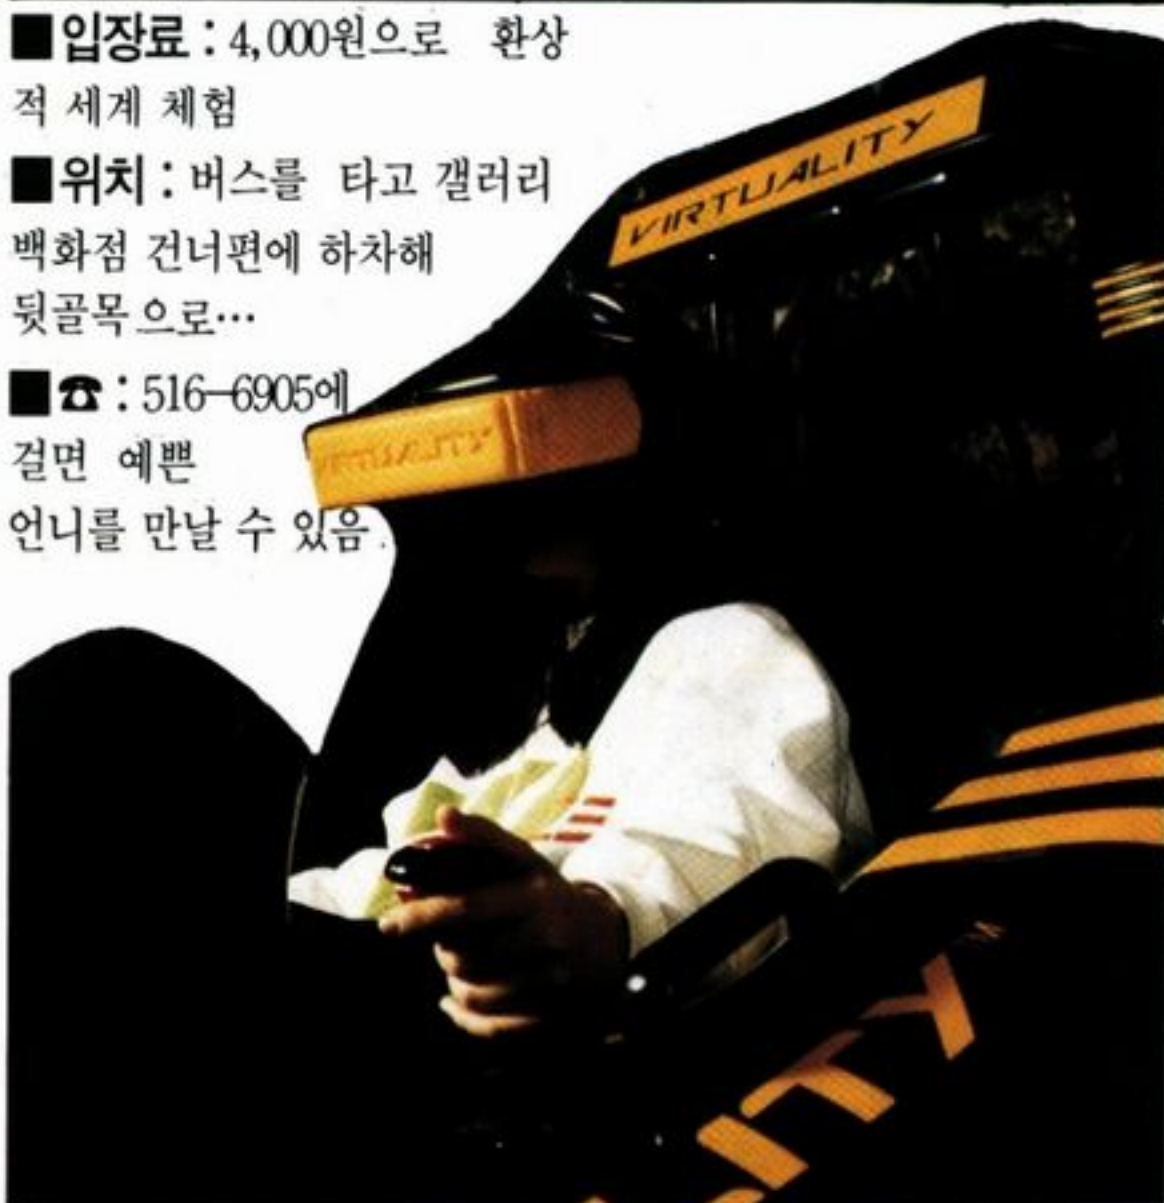 ■입장료 : 4,000원으로 환상
적 세계 체험
■위치 : 버스를 타고 갤러리
백화점 건너편에 하차해
뒷골목으로…
■☎ : 516-6905에
걸면 예쁜
언니를 만날 수 있음.
VIRTUALITY
VIRTUALITY
ITY